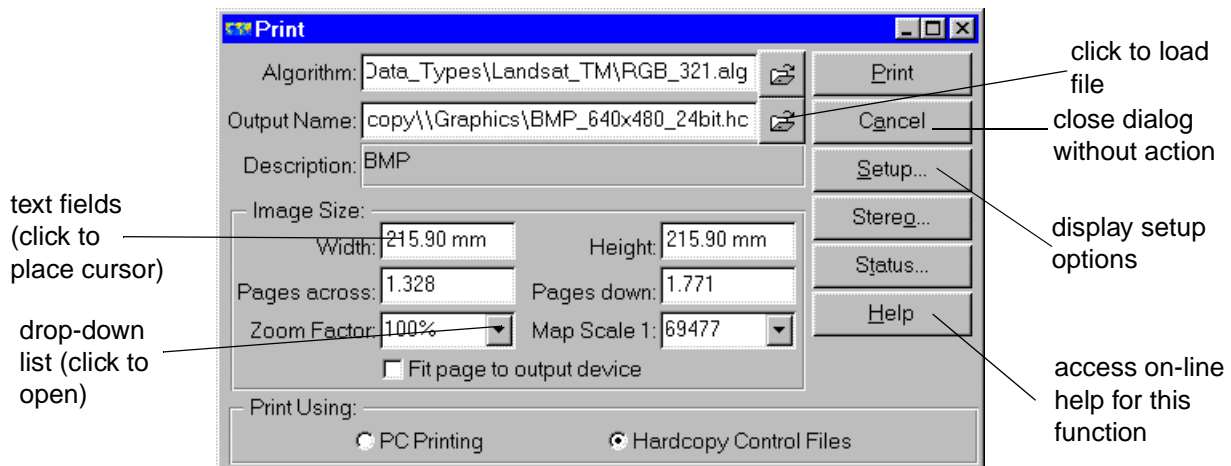 Print
Algorithm: Data_Types\Landsat_TM\RGB_321.alg
Print
Output Name: copy\\Graphics\BMP_640x480_24bit.hc
Cancel
Description: BMP
Setup...
Image Size:
Stereo...
Width: 215.90 mm
Height: 215.90 mm
Status...
Pages across: 1.328
Pages down: 1.771
Help
Zoom Factor: 100%
Map Scale 1: 69477
Fit page to output device
Print Using:
PC Printing
Hardcopy Control Files
text fields
(click to
place cursor)
drop-down
list (click to
open)
click to load
file
close dialog
without action
display setup
options
access on-line
help for this
function